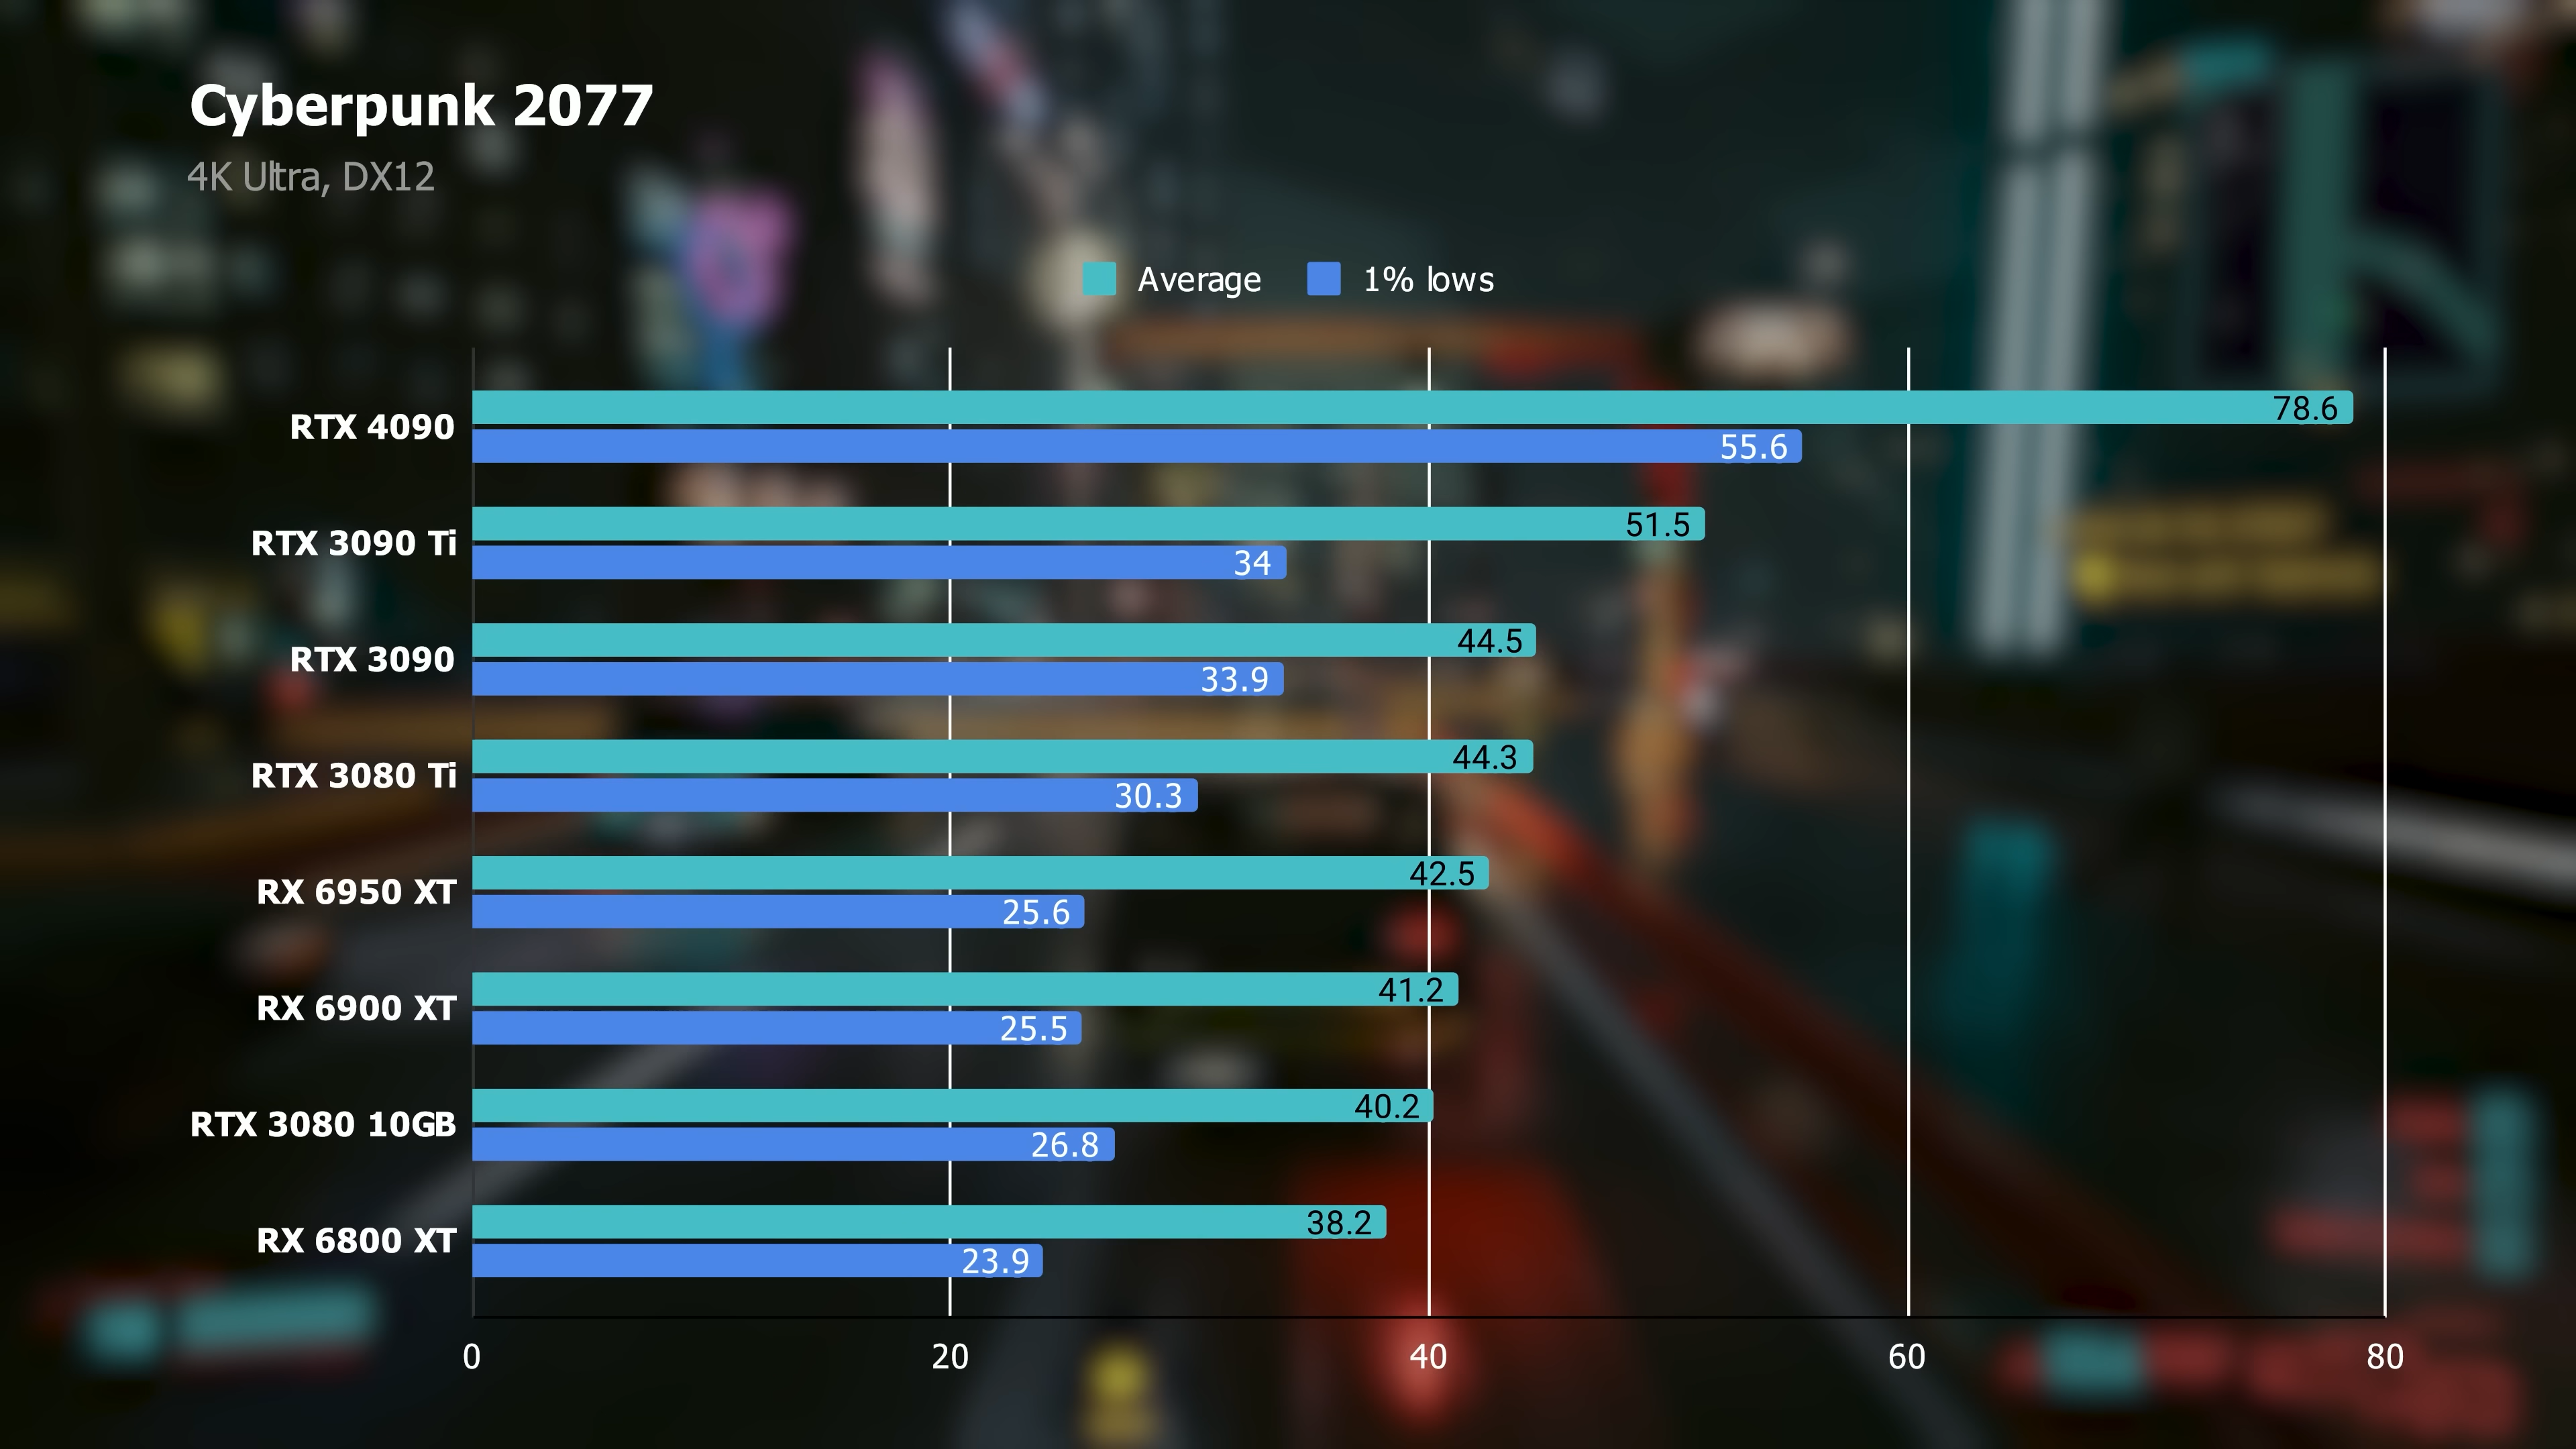 Cyberpunk 2077
4K Ultra, DX12
Average 1% lows
RTX 4090 78.6
55.6
RTX 3090 Ti 51.5
34
RTX 3090 44.5
33.9
RTX 3080 Ti 44.3
30.3
RX 6950 XT 42.5
25.6
RX 6900 XT 41.2
25.5
RTX 3080 10GB 40.2
26.8
RX 6800 XT 38.2
23.9
0 20 40 60 80